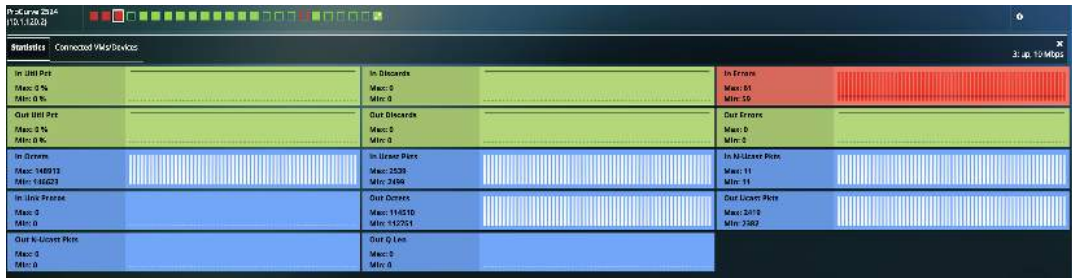 ProCurve 2524
(10.1.120.2)
Statistics Connected VMs/Devices
3: up, 10 Mbps
In Util Pct
Max: 0 %
Min: 0 %
In Discards
Max: 0
Min: 0
In Errors
Max: 61
Min: 59
Out Util Pct
Max: 0 %
Min: 0 %
Out Discards
Max: 0
Min: 0
Out Errors
Max: 0
Min: 0
In Octets
Max: 148913
Min: 146623
In Ucast Pkts
Max: 2539
Min: 2499
In N-Ucast Pkts
Max: 11
Min: 11
In Unk Protos
Max: 0
Min: 0
Out Octets
Max: 114510
Min: 112751
Out Ucast Pkts
Max: 2419
Min: 2382
Out N-Ucast Pkts
Max: 0
Min: 0
Out Q Len
Max: 0
Min: 0